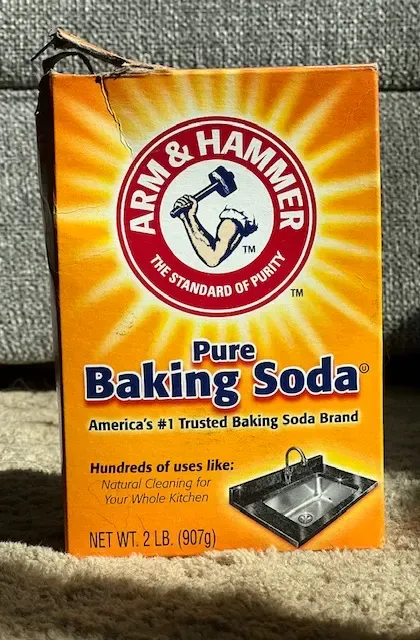 ARM & HAMMER
TM
THE STANDARD OF PURITY
TM
Pure
Baking Soda
America's #1 Trusted Baking Soda Brand
Hundreds of uses like:
Natural Cleaning for
Your Whole Kitchen
NET WT. 2 LB. (907g)